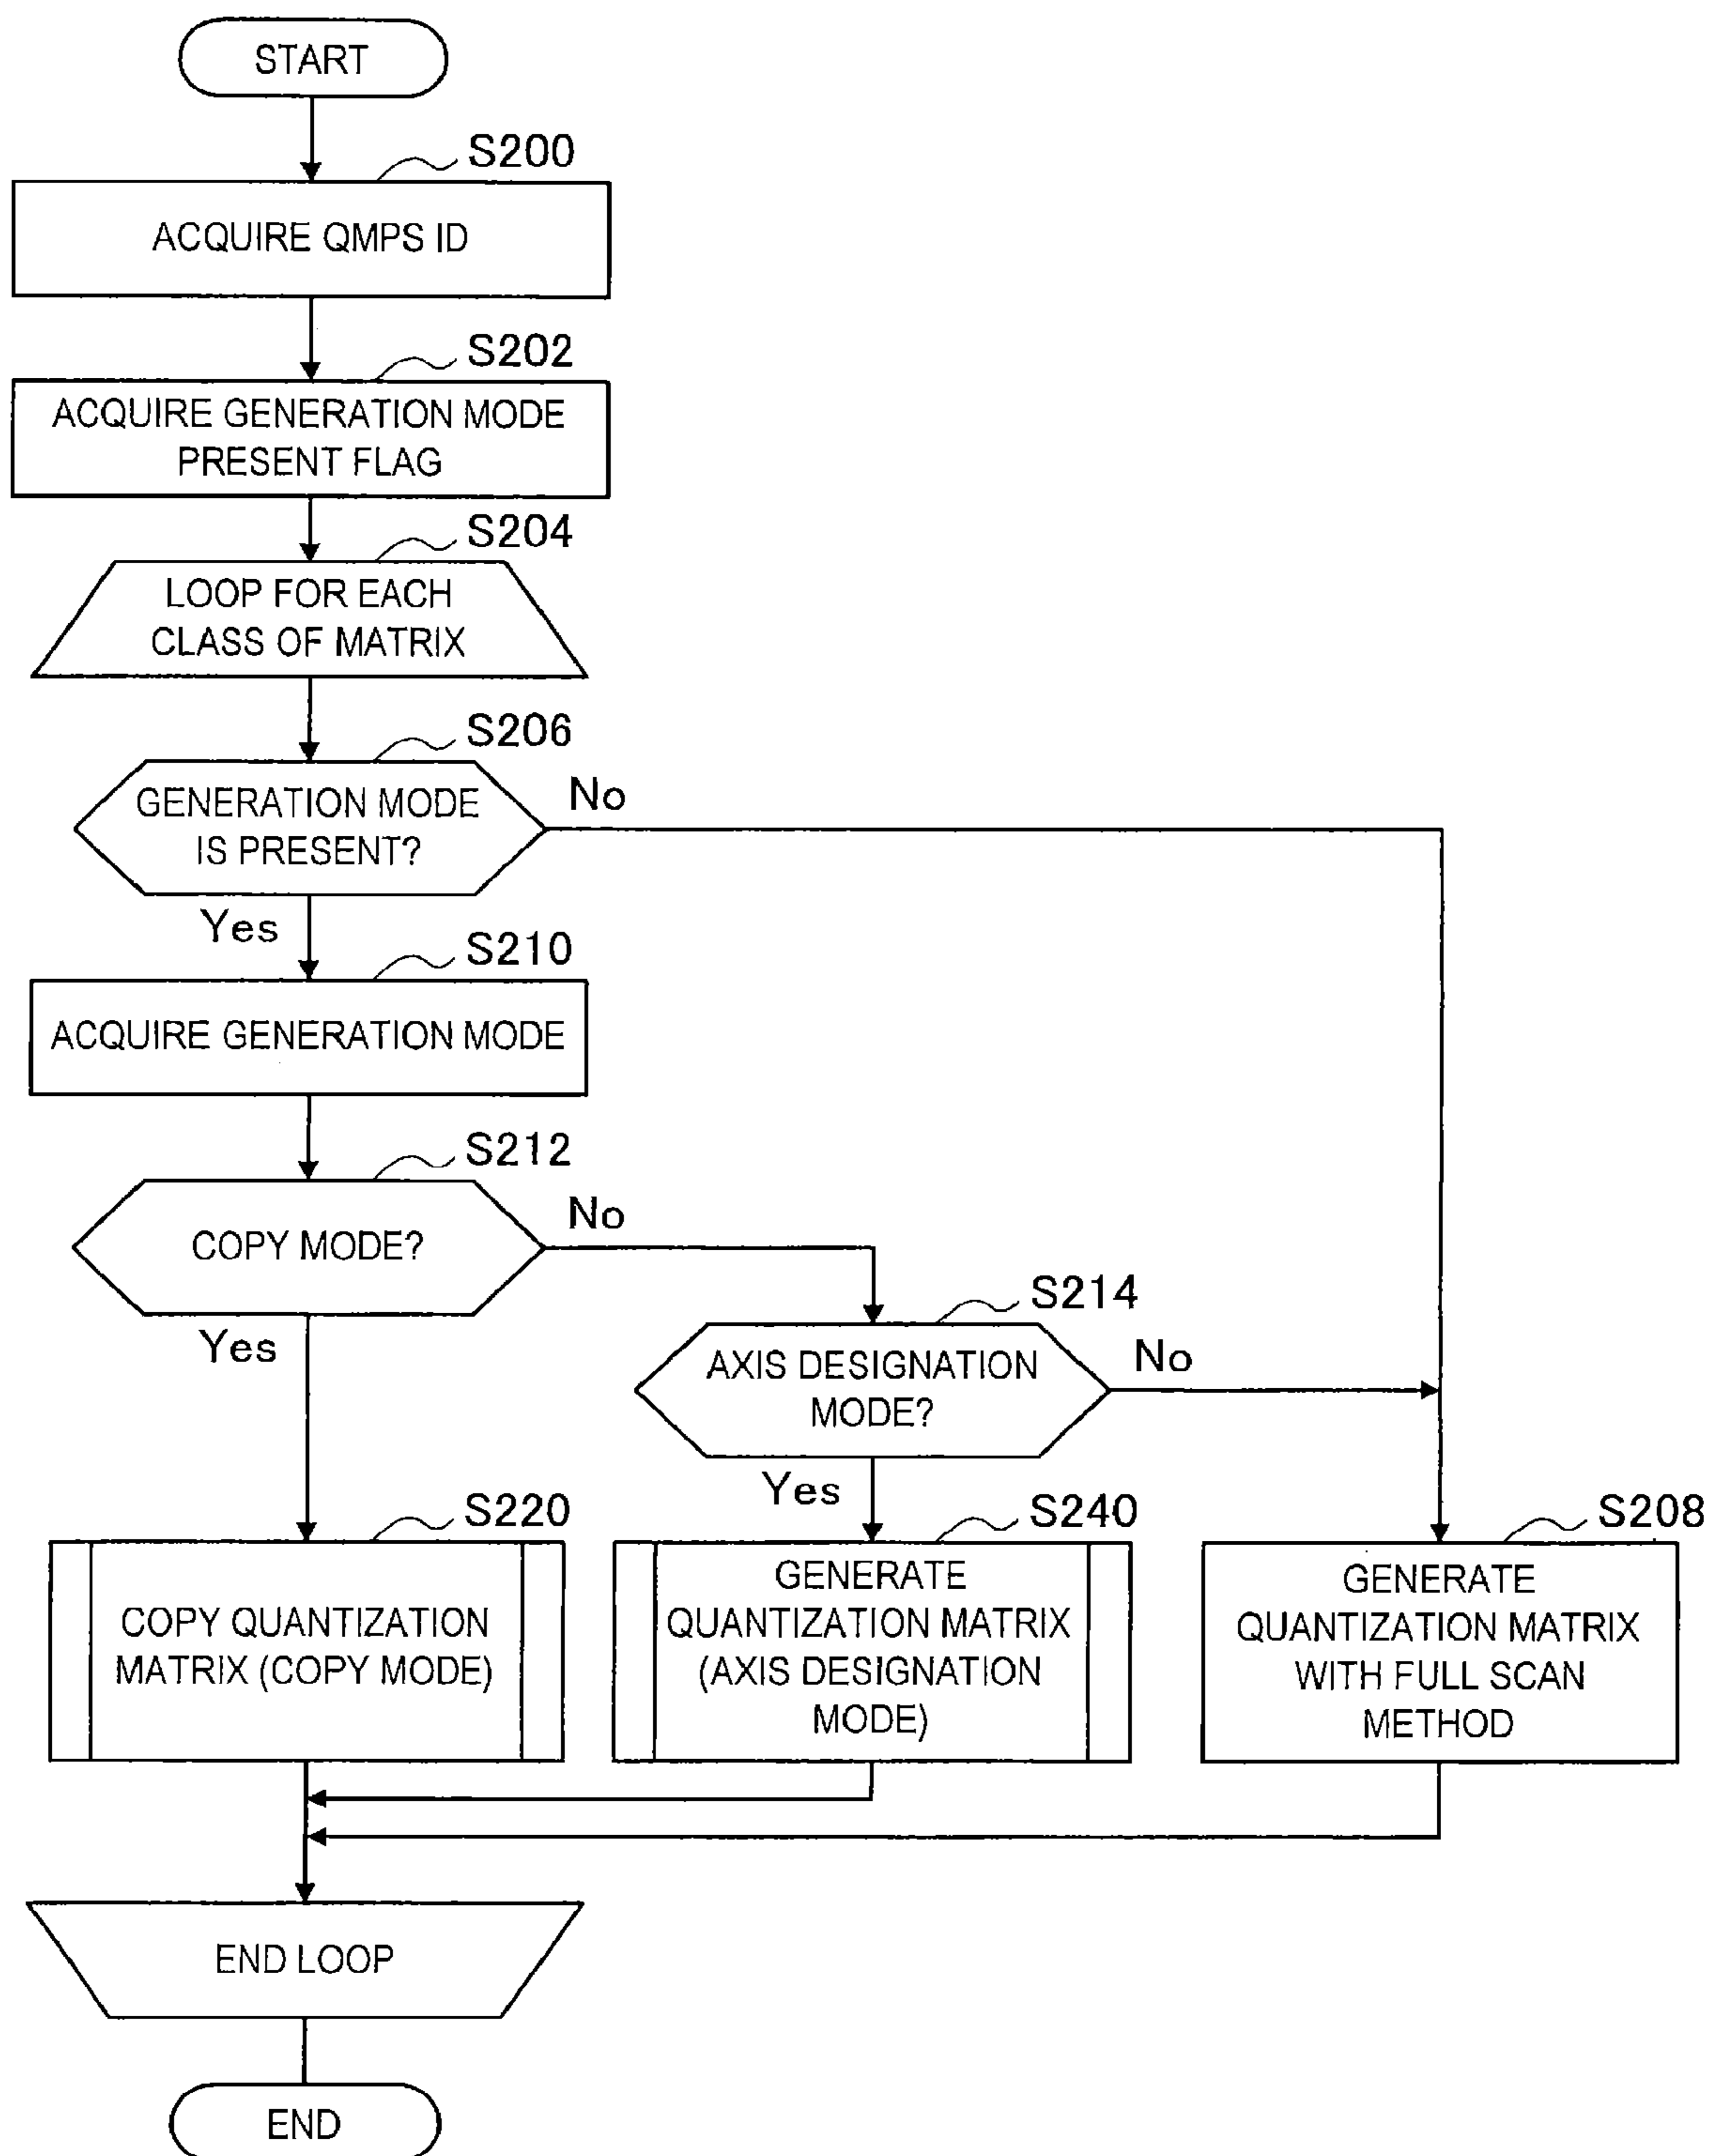 START
S200
ACQUIRE QMPS ID
S202
ACQUIRE GENERATION MODE
PRESENT FLAG
S204
LOOP FOR EACH
CLASS OF MATRIX
S206
GENERATION MODE
IS PRESENT?
No
Yes
S210
ACQUIRE GENERATION MODE
S212
COPY MODE?
No
Yes
S214
AXIS DESIGNATION
MODE?
No
Yes
S220
COPY QUANTIZATION
MATRIX (COPY MODE)
S240
GENERATE
QUANTIZATION MATRIX
(AXIS DESIGNATION
MODE)
S208
GENERATE
QUANTIZATION MATRIX
WITH FULL SCAN
METHOD
END LOOP
END